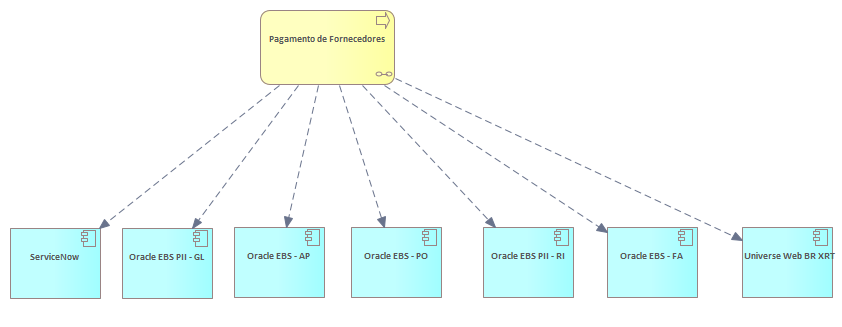 Pagamento de Fornecedores
ServiceNow
Oracle EBS PII - GL
Oracle EBS - AP
Oracle EBS - PO
Oracle EBS PII - RI
Oracle EBS - FA
Universe Web BR XRT